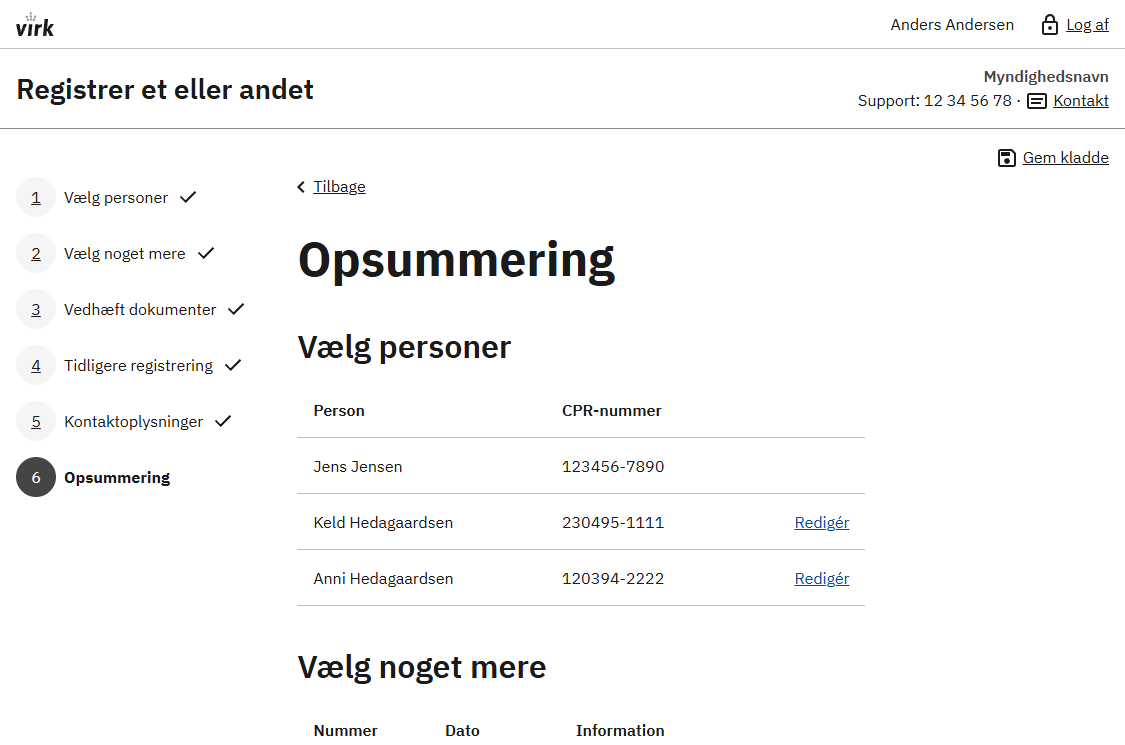 virk
Anders Andersen
Log af
Registrer et eller andet
Myndighedsnavn
Support: 12 34 56 78 · Kontakt
Gem kladde
1 Vælg personer
2 Vælg noget mere
3 Vedhæft dokumenter
4 Tidligere registrering
5 Kontaktoplysninger
6 Opsummering
Tilbage
Opsummering
Vælg personer
Person CPR-nummer
Jens Jensen 123456-7890
Keld Hedagaardsen 230495-1111 Redigér
Anni Hedagaardsen 120394-2222 Redigér
Vælg noget mere
Nummer Dato Information